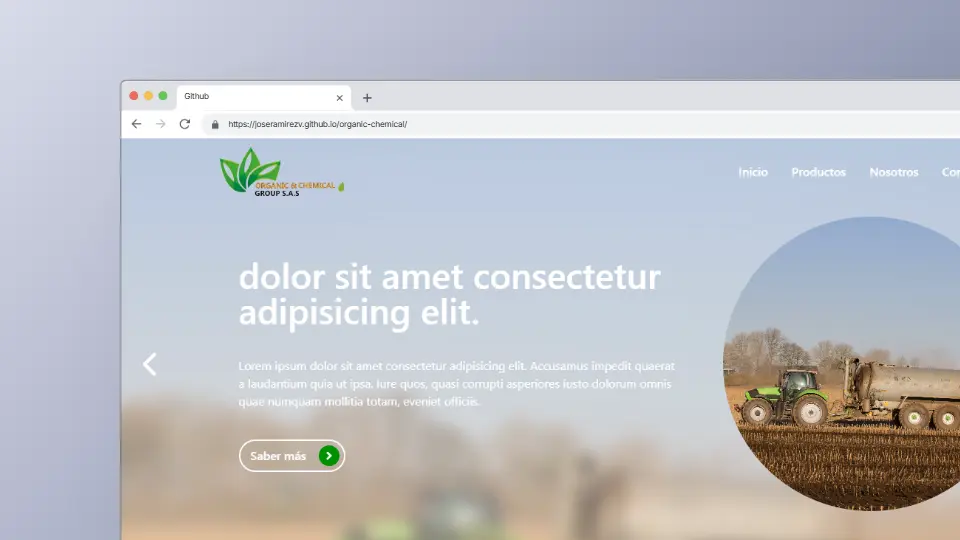 Github
https://joseramirezv.github.io/organic-chemical/
ORGANIC & CHEMICAL
GROUP S.A.S
Inicio Productos Nosotros
dolor sit amet consectetur
adipisicing elit.
Lorem ipsum dolor sit amet consectetur adipisicing elit. Accusamus impedit quaerat
a laudantium quia ut ipsa. Iure quos, quasi corrupti asperiores iusto dolorum omnis
quae numquam mollitia totam, eveniet officiis.
Saber más